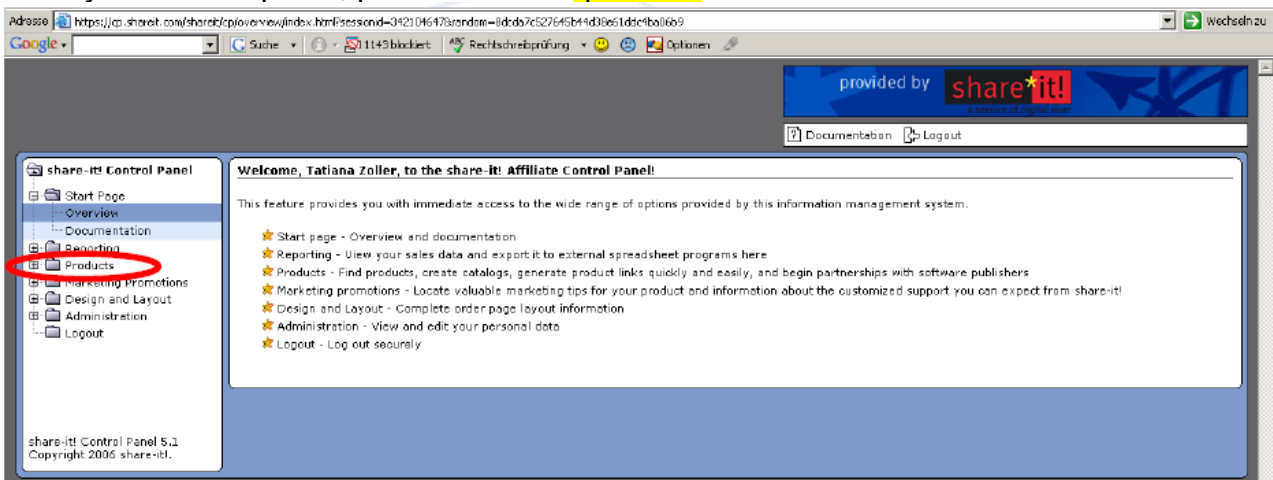 Adresse https://cp.shareit.com/shareit/cp/overview/index.html?sessionid=342104647&random=8dcda7c527645b44d38e61ddc4ba06b9 Wechseln zu
Google Suche 1143 blockiert Rechtschreibprüfung Optionen
provided by share*it!
Documentation Logout
share-it! Control Panel
Start Page
Overview
Documentation
Reporting
Products
Marketing Promotions
Design and Layout
Administration
Logout
share-it! Control Panel 5.1
Copyright 2006 share-it!.
Welcome, Tatiana Zoller, to the share-it! Affiliate Control Panel!
This feature provides you with immediate access to the wide range of options provided by this information management system.
Start page - Overview and documentation
Reporting - View your sales data and export it to external spreadsheet programs here
Products - Find products, create catalogs, generate product links quickly and easily, and begin partnerships with software publishers
Marketing promotions - Locate valuable marketing tips for your product and information about the customized support you can expect from share-it!
Design and Layout - Complete order page layout information
Administration - View and edit your personal data
Logout - Log out securely